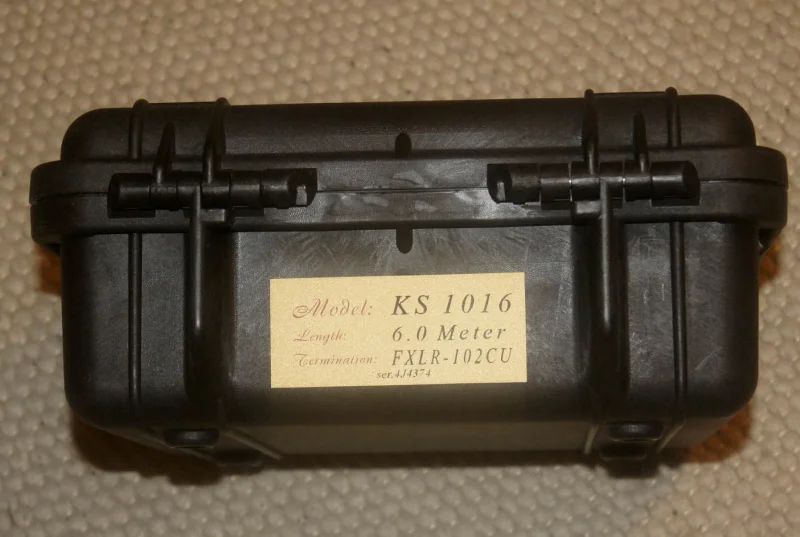 Model: KS 1016
Length: 6.0 Meter
Termination: FXLR-102CU
ser.4J4374